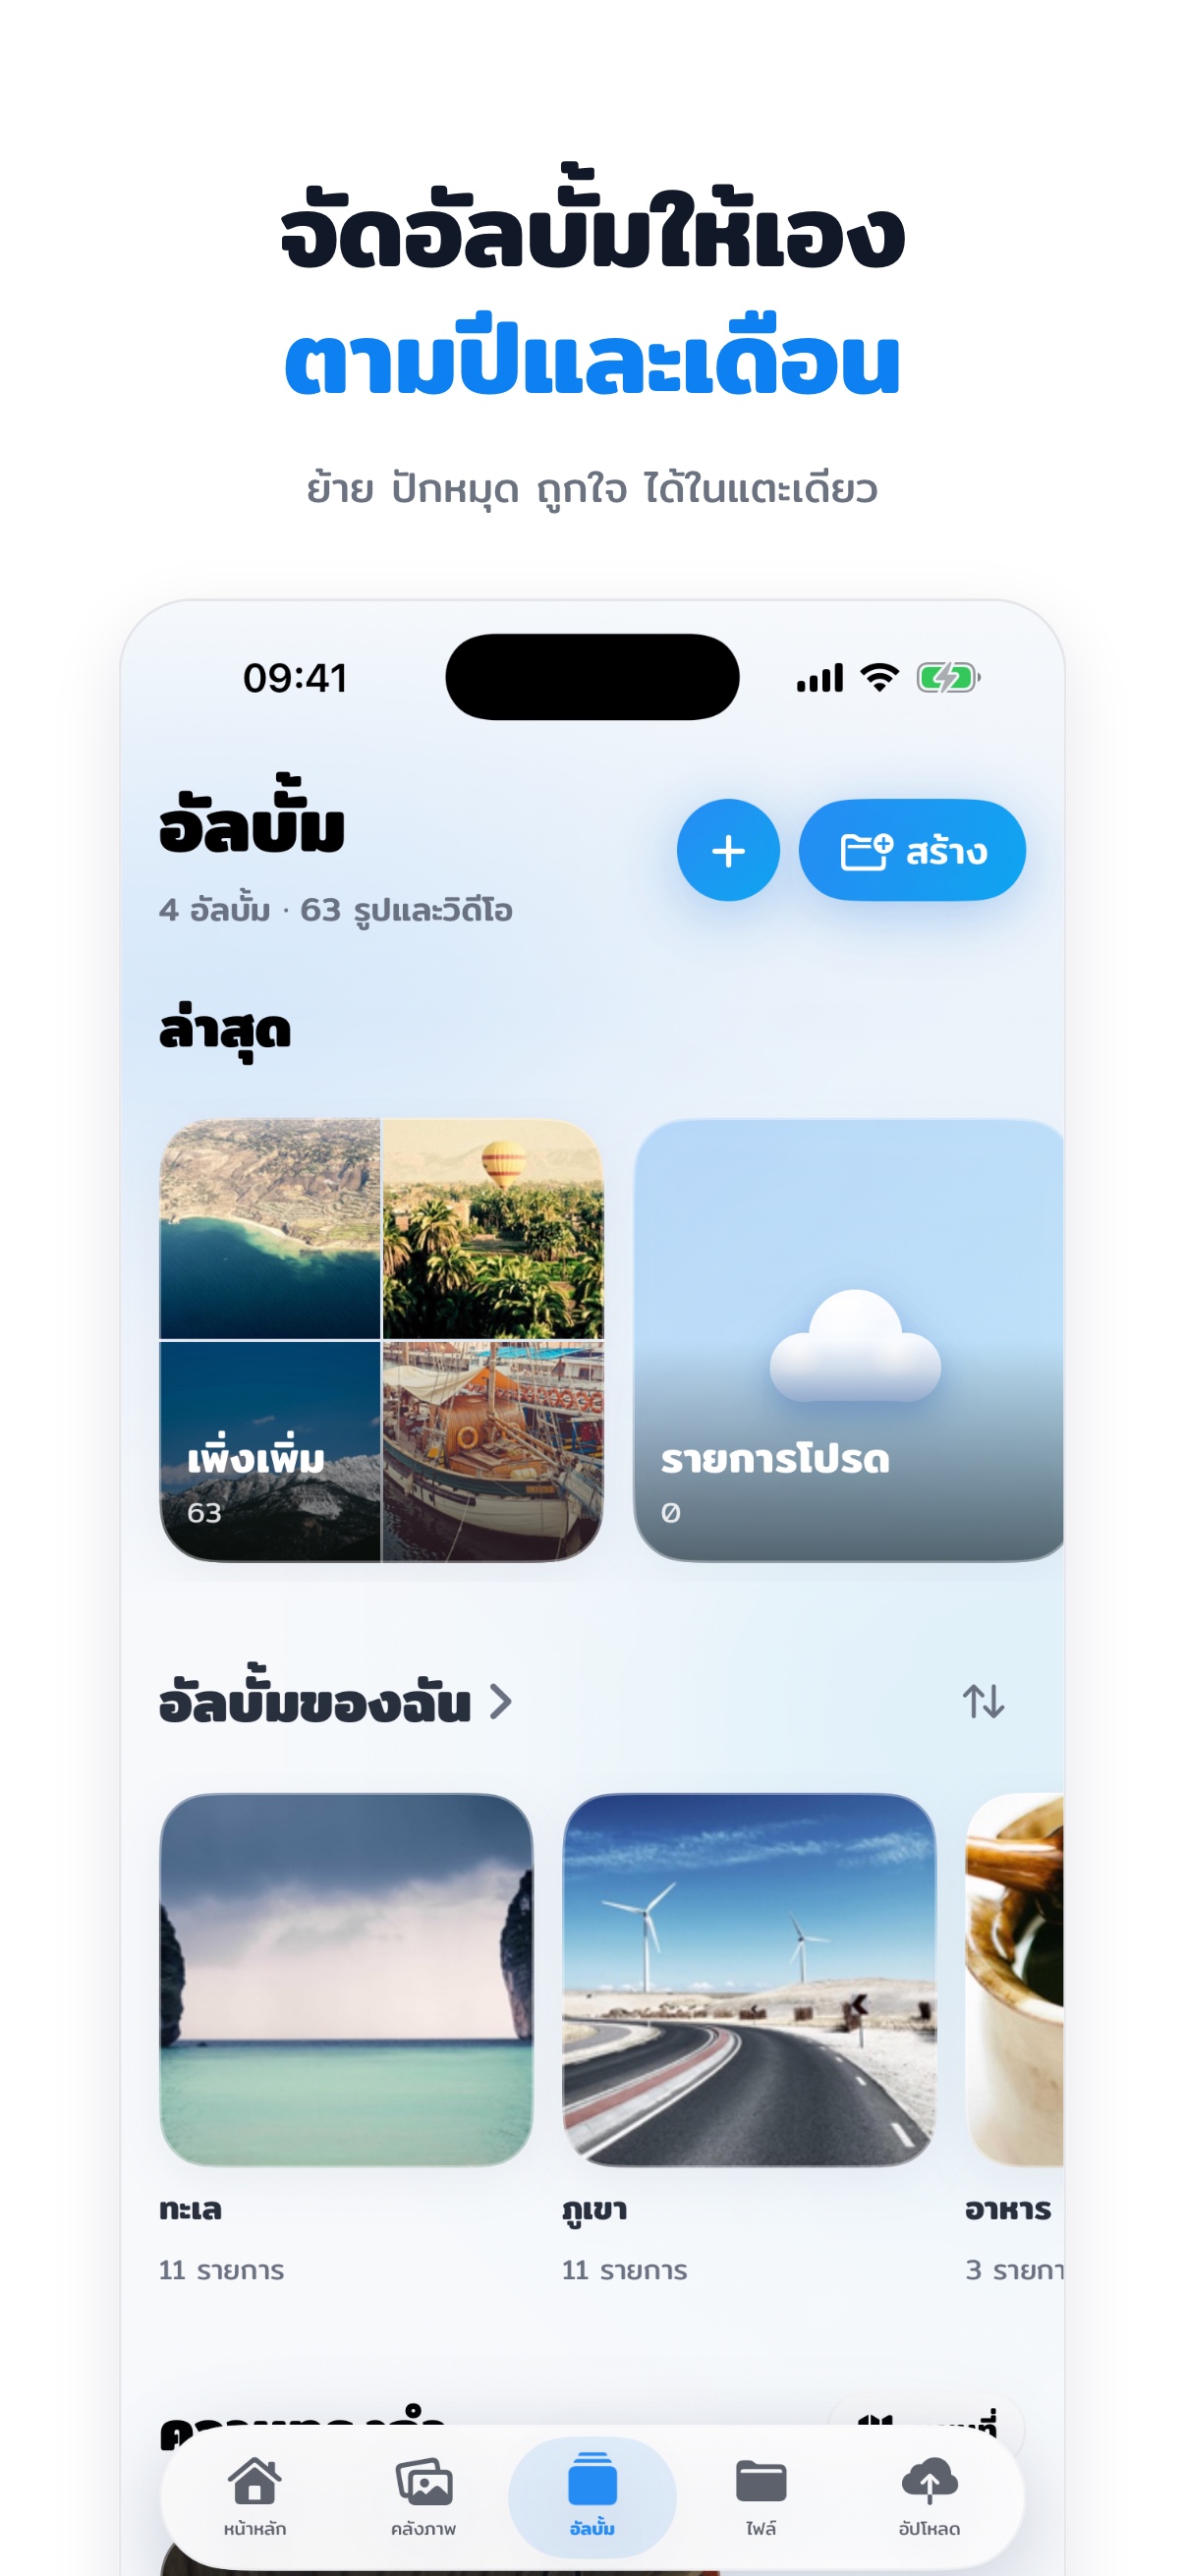 จัดอัลบั้มให้เอง
ตามปีและเดือน
ย้าย ปักหมุด ถูกใจ ได้ในแตะเดียว
09:41
อัลบั้ม
สร้าง
4 อัลบั้ม · 63 รูปและวิดีโอ
ล่าสุด
เพิ่งเพิ่ม
63
รายการโปรด
0
อัลบั้มของฉัน
ทะเล
11 รายการ
ภูเขา
11 รายการ
อาหาร
3
หน้าหลัก
คลังภาพ
อัลบั้ม
ไฟล์
อัปโหลด